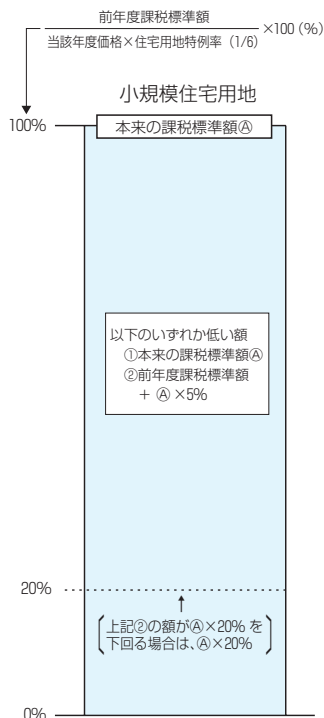 前年度課税標準額
当該年度価格×住宅用地特例率（1/6）
×100（%）
小規模住宅用地
100%
本来の課税標準額Ⓐ
以下のいずれか低い額
①本来の課税標準額Ⓐ
②前年度課税標準額
＋Ⓐ×5%
20%
上記②の額がⒶ×20%を
下回る場合は、Ⓐ×20%
0%